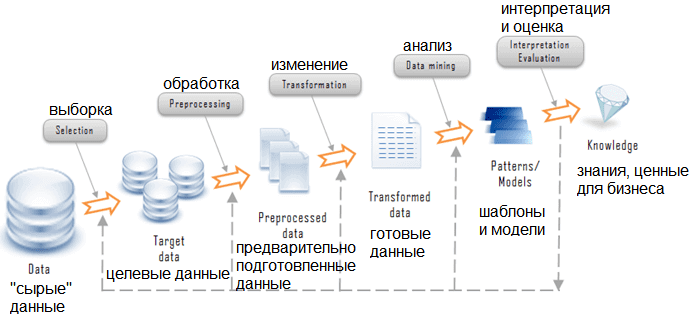 интерпретация
и оценка
Interpretation
Evaluation
анализ
Data mining
изменение
Transformation
обработка
Preprocessing
выборка
Selection
Data
"сырые"
данные
Target
data
целевые данные
Preprocessed
data
предварительно
подготовленные
данные
Transformed
data
готовые
данные
Patterns/
Models
шаблоны
и модели
Knowledge
знания, ценные
для бизнеса